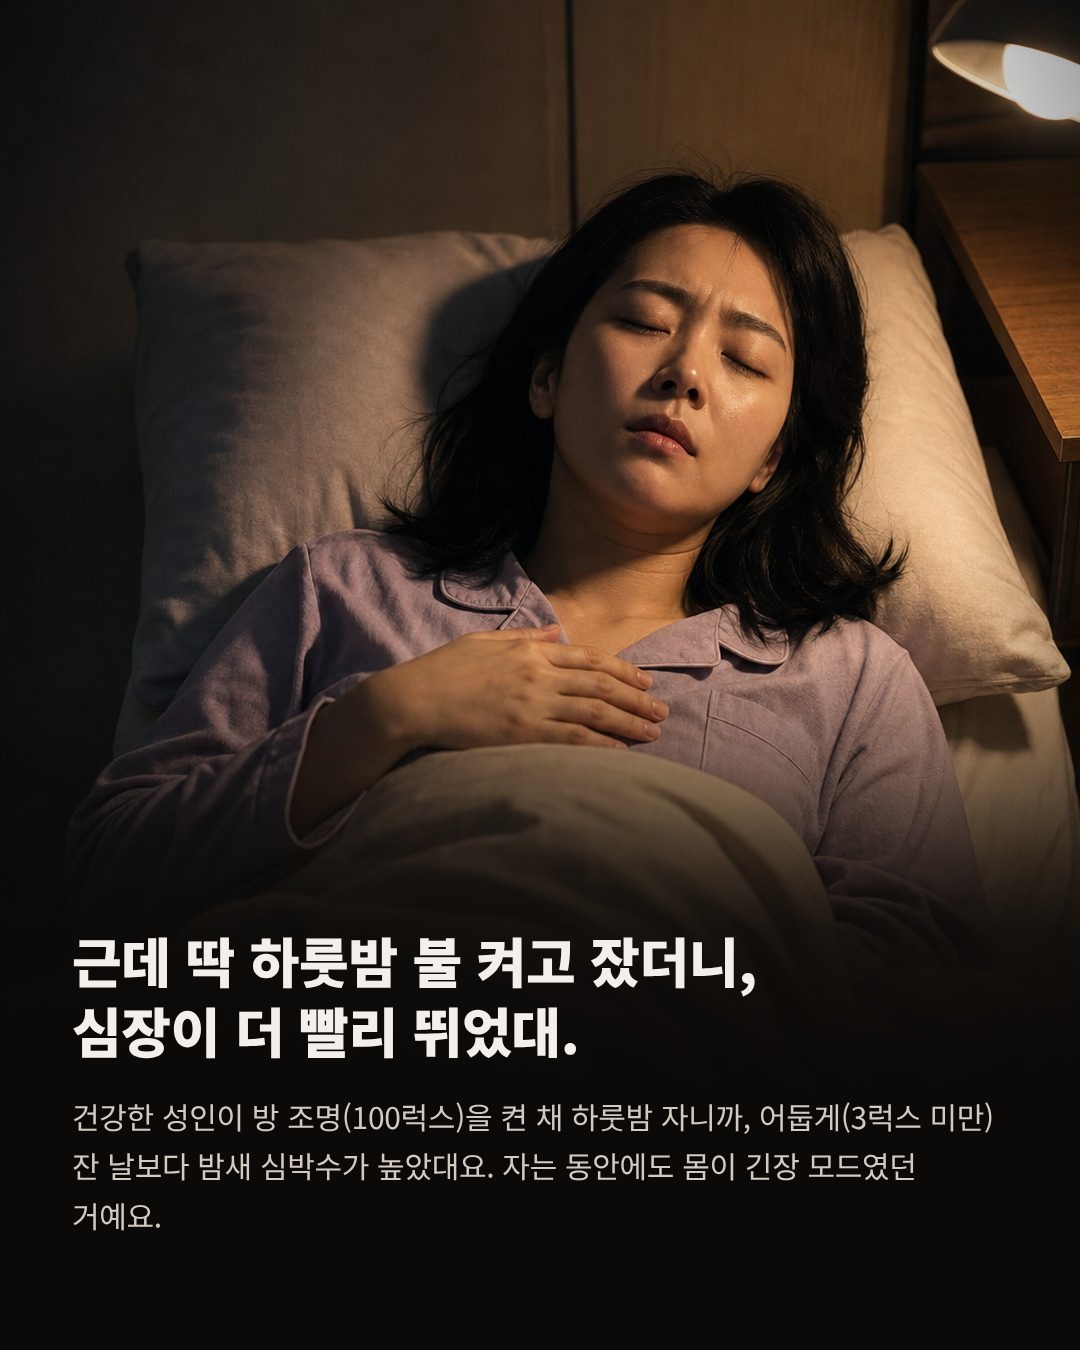 근데 딱 하룻밤 불 켜고 잤더니,
심장이 더 빨리 뛰었대.
건강한 성인이 방 조명(100럭스)을 켠 채 하룻밤 자니까, 어둡게(3럭스 미만)
잔 날보다 밤새 심박수가 높았대요. 자는 동안에도 몸이 긴장 모드였던
거예요.